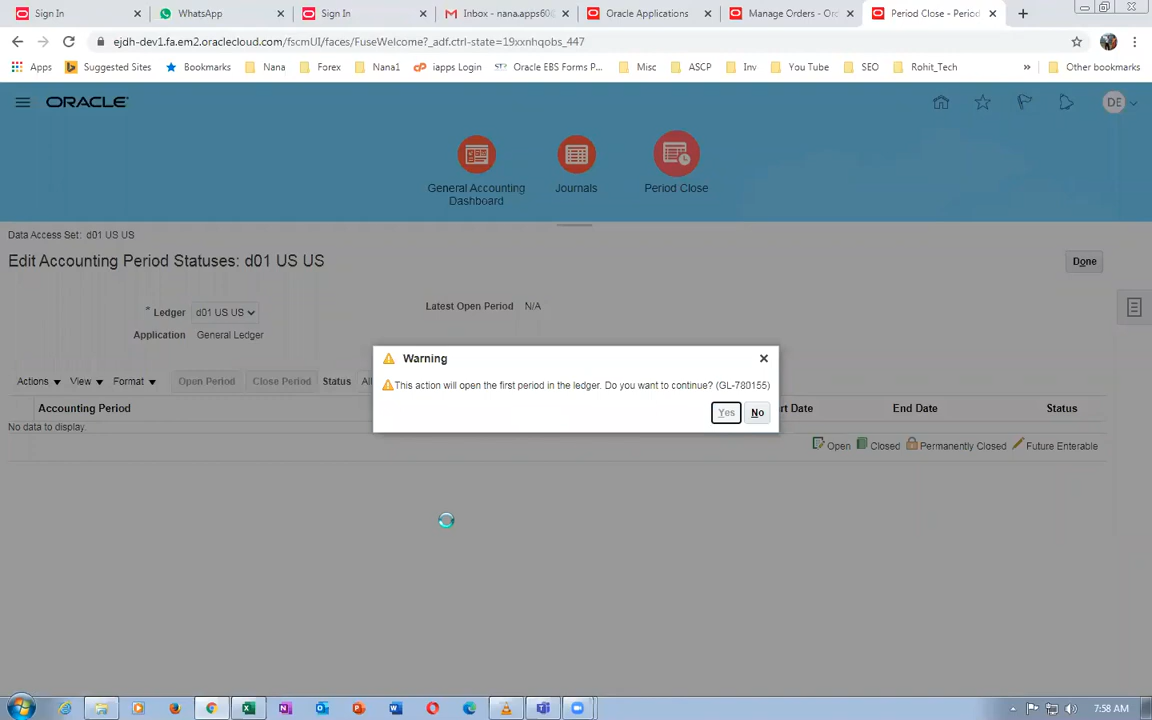 Sign In
WhatsApp
Sign In
Inbox - nana.apps60
Oracle Applications
Manage Orders - Orc
Period Close - Period
ejdh-dev1.fa.em2.oraclecloud.com/fscmUI/faces/FuseWelcome?_adf.ctrl-state=19xxnhqobs_447
Apps
Suggested Sites
Bookmarks
Nana
Forex
Nana1
iapps Login
Oracle EBS Forms P...
Misc
ASCP
Inv
You Tube
SEO
Rohit_Tech
»
Other bookmarks
ORACLE
DE
General Accounting
Dashboard
Journals
Period Close
Data Access Set: d01 US US
Edit Accounting Period Statuses: d01 US US
Done
* Ledger d01 US US
Latest Open Period N/A
Application General Ledger
Warning
This action will open the first period in the ledger. Do you want to continue? (GL-780155)
Yes No
Actions View Format Open Period Close Period Status All
Accounting Period
rt Date
End Date
Status
No data to display.
Open Closed Permanently Closed Future Enterable
7:58 AM